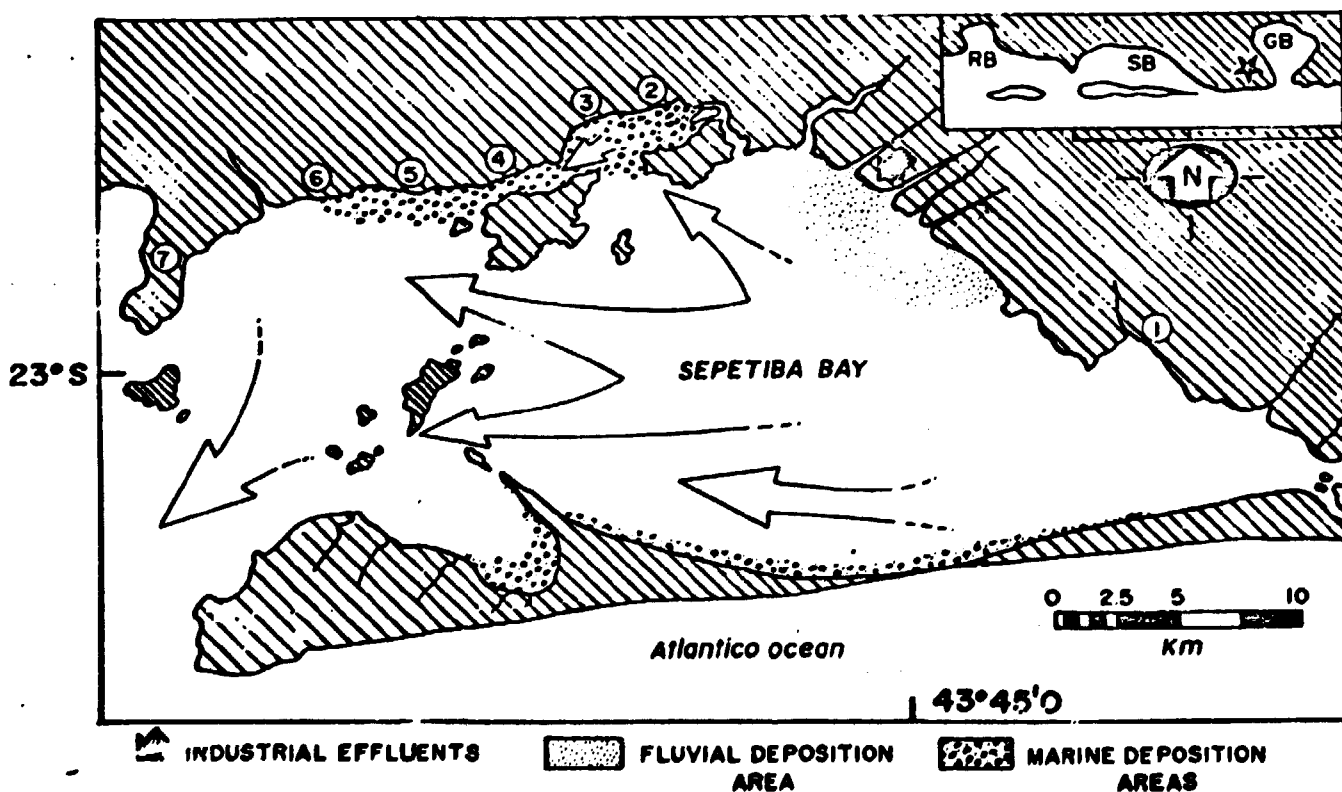 RB
SB
GB
N
2
3
4
5
6
7
1
23°S
SEPETIBA BAY
0 2.5 5 10
Km
Atlantico ocean
43°45'0
INDUSTRIAL EFFLUENTS
FLUVIAL DEPOSITION
AREA
MARINE DEPOSITION
AREAS